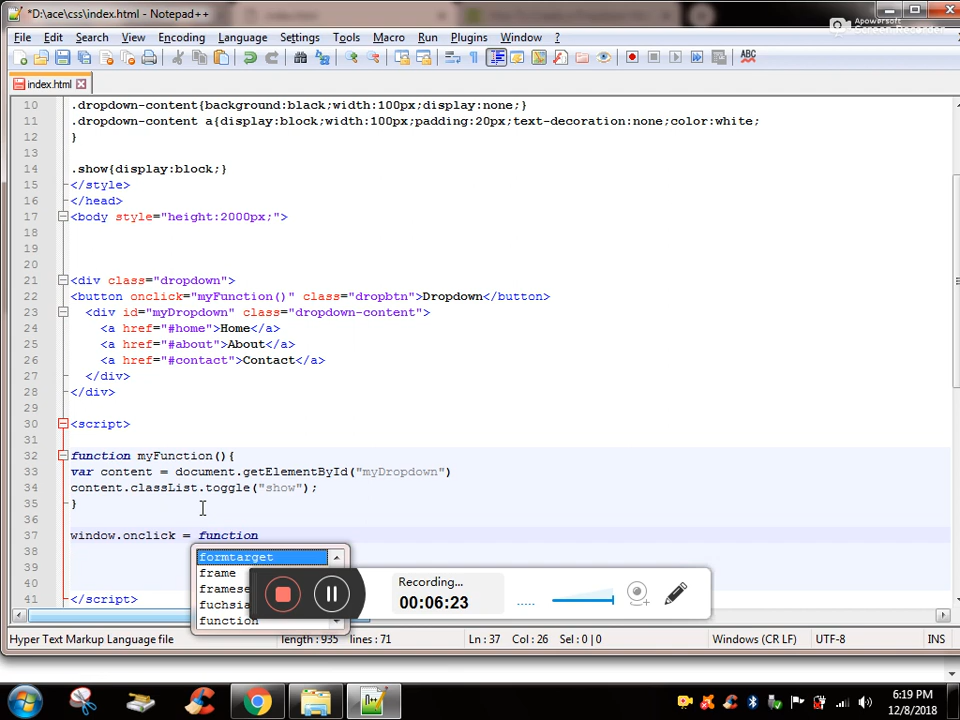 *D:\ace\css\index.html - Notepad++
Apowersoft
Screen Recorder
File Edit Search View Encoding Language Settings Tools Macro Run Plugins Window ?
ABC
index.html
10 .dropdown-content{background:black;width:100px;display:none;}
11 .dropdown-content a{display:block;width:100px;padding:20px;text-decoration:none;color:white;
12 }
13
14 .show{display:block;}
15 </style>
16 </head>
17 <body style="height:2000px;">
18
19
20
21 <div class="dropdown">
22 <button onclick="myFunction()" class="dropbtn">Dropdown</button>
23 <div id="myDropdown" class="dropdown-content">
24 <a href="#home">Home</a>
25 <a href="#about">About</a>
26 <a href="#contact">Contact</a>
27 </div>
28 </div>
29
30 <script>
31
32 function myFunction(){
33 var content = document.getElementById("myDropdown")
34 content.classList.toggle("show");
35 }
36
37 window.onclick = function
38
39
40
41 </script>
formtarget
frame
framese
fuchsia
function
Recording...
00:06:23
Hyper Text Markup Language file length : 935 lines : 71 Ln : 37 Col : 26 Sel : 0 | 0 Windows (CR LF) UTF-8 INS
6:19 PM
12/8/2018